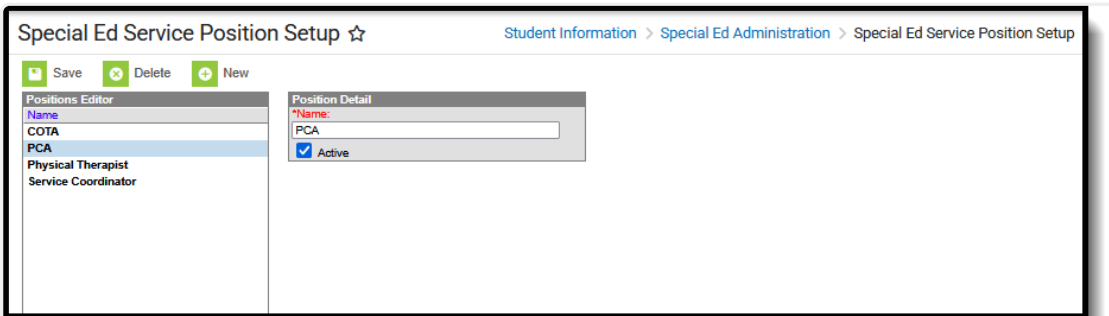 Special Ed Service Position Setup ☆
Student Information > Special Ed Administration > Special Ed Service Position Setup
Save Delete New
Positions Editor
Name
COTA
PCA
Physical Therapist
Service Coordinator
Position Detail
*Name:
PCA
Active